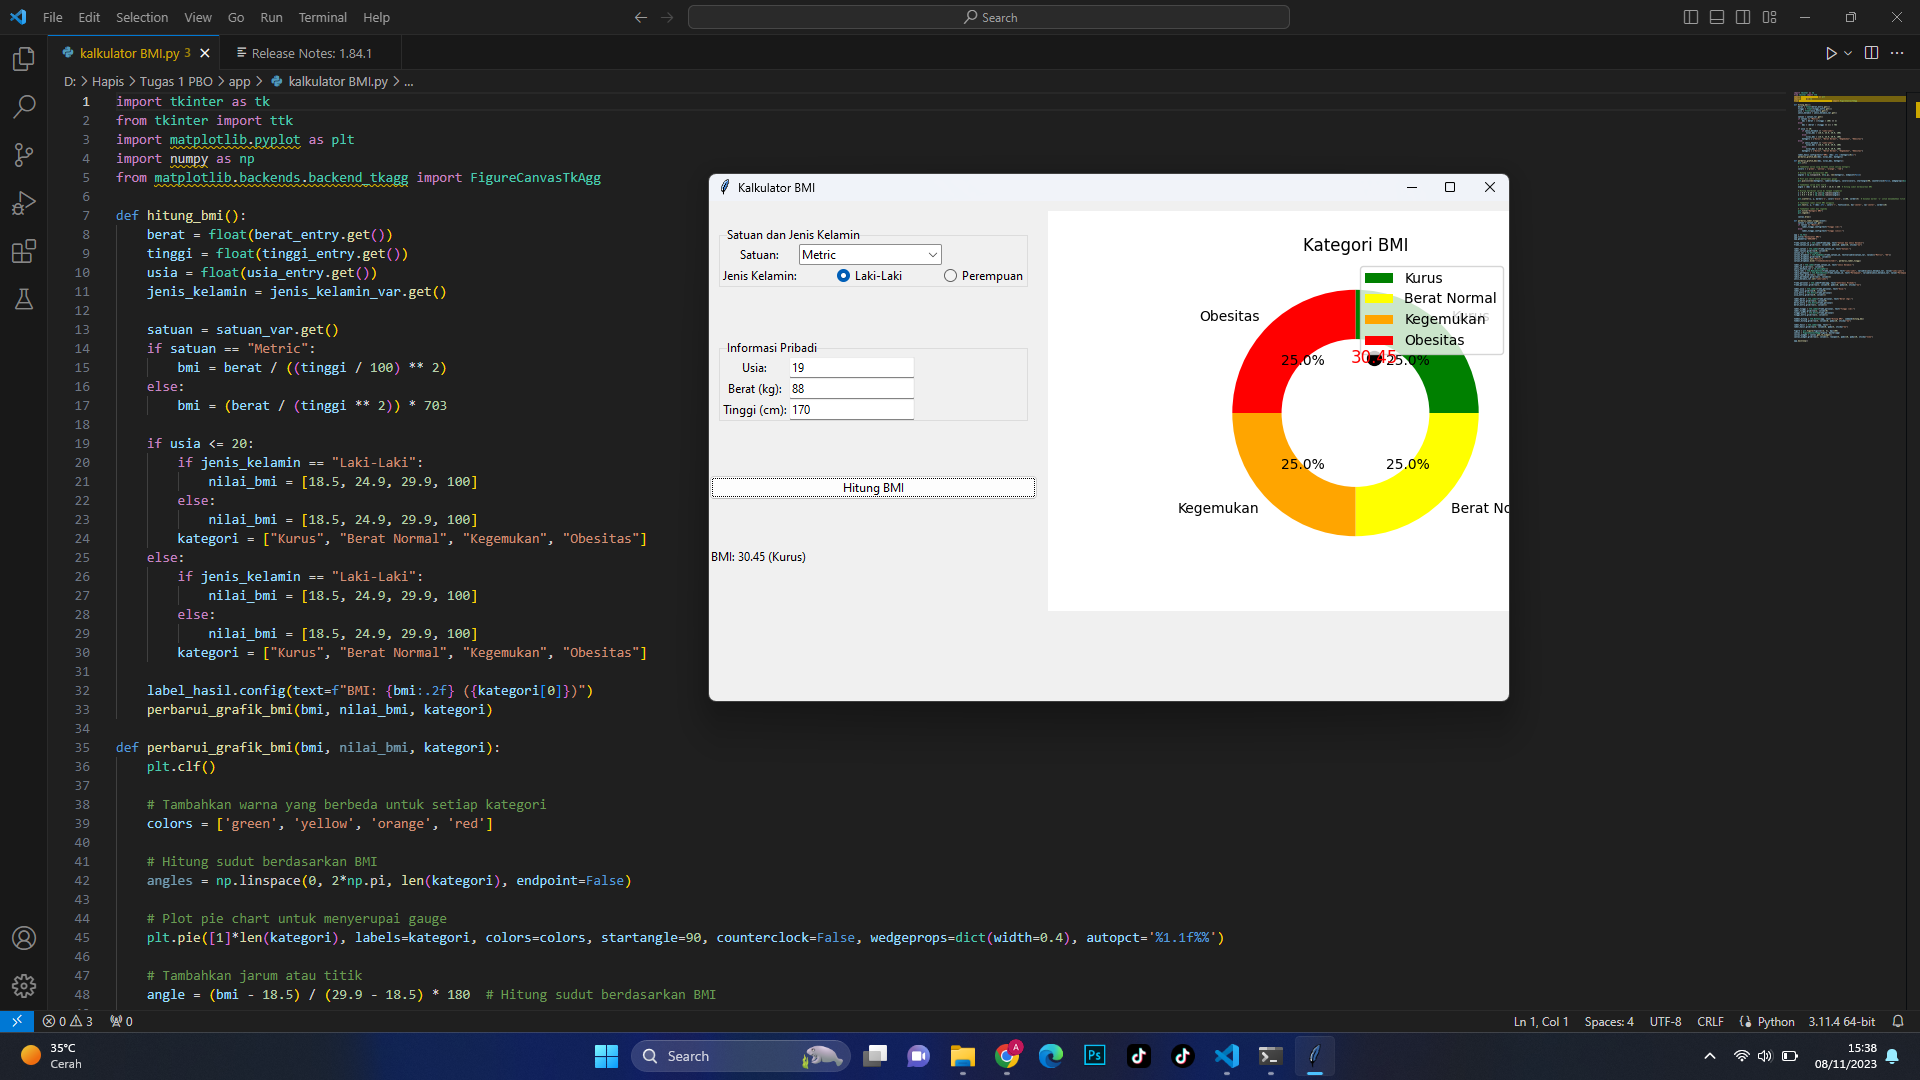 File Edit Selection View Go Run Terminal Help
Search
kalkulator BMI.py 3
Release Notes: 1.84.1
D: > Hapis > Tugas 1 PBO > app > kalkulator BMI.py > ...
1 import tkinter as tk
2 from tkinter import ttk
3 import matplotlib.pyplot as plt
4 import numpy as np
5 from matplotlib.backends.backend_tkagg import FigureCanvasTkAgg
6
7 def hitung_bmi():
8 berat = float(berat_entry.get())
9 tinggi = float(tinggi_entry.get())
10 usia = float(usia_entry.get())
11 jenis_kelamin = jenis_kelamin_var.get()
12
13 satuan = satuan_var.get()
14 if satuan == "Metric":
15 bmi = berat / ((tinggi / 100) ** 2)
16 else:
17 bmi = (berat / (tinggi ** 2)) * 703
18
19 if usia <= 20:
20 if jenis_kelamin == "Laki-Laki":
21 nilai_bmi = [18.5, 24.9, 29.9, 100]
22 else:
23 nilai_bmi = [18.5, 24.9, 29.9, 100]
24 kategori = ["Kurus", "Berat Normal", "Kegemukan", "Obesitas"]
25 else:
26 if jenis_kelamin == "Laki-Laki":
27 nilai_bmi = [18.5, 24.9, 29.9, 100]
28 else:
29 nilai_bmi = [18.5, 24.9, 29.9, 100]
30 kategori = ["Kurus", "Berat Normal", "Kegemukan", "Obesitas"]
31
32 label_hasil.config(text=f"BMI: {bmi:.2f} ({kategori[0]})")
33 perbarui_grafik_bmi(bmi, nilai_bmi, kategori)
34
35 def perbarui_grafik_bmi(bmi, nilai_bmi, kategori):
36 plt.clf()
37
38 # Tambahkan warna yang berbeda untuk setiap kategori
39 colors = ['green', 'yellow', 'orange', 'red']
40
41 # Hitung sudut berdasarkan BMI
42 angles = np.linspace(0, 2*np.pi, len(kategori), endpoint=False)
43
44 # Plot pie chart untuk menyerupai gauge
45 plt.pie([1]*len(kategori), labels=kategori, colors=colors, startangle=90, counterclock=False, wedgeprops=dict(width=0.4), autopct='%1.1f%%')
46
47 # Tambahkan jarum atau titik
48 angle = (bmi - 18.5) / (29.9 - 18.5) * 180 # Hitung sudut berdasarkan BMI
Kalkulator BMI
Satuan dan Jenis Kelamin
Satuan: Metric
Jenis Kelamin: Laki-Laki Perempuan
Informasi Pribadi
Usia: 19
Berat (kg): 88
Tinggi (cm): 170
Hitung BMI
BMI: 30.45 (Kurus)
Kategori BMI
Kurus
Berat Normal
Kegemukan
Obesitas
Obesitas
Kurus
25.0%
30.45
25.0%
25.0%
25.0%
Kegemukan
Berat No
0 3 0
Ln 1, Col 1 Spaces: 4 UTF-8 CRLF Python 3.11.4 64-bit
35°C
Cerah
Search
A
Ps
15:38
08/11/2023